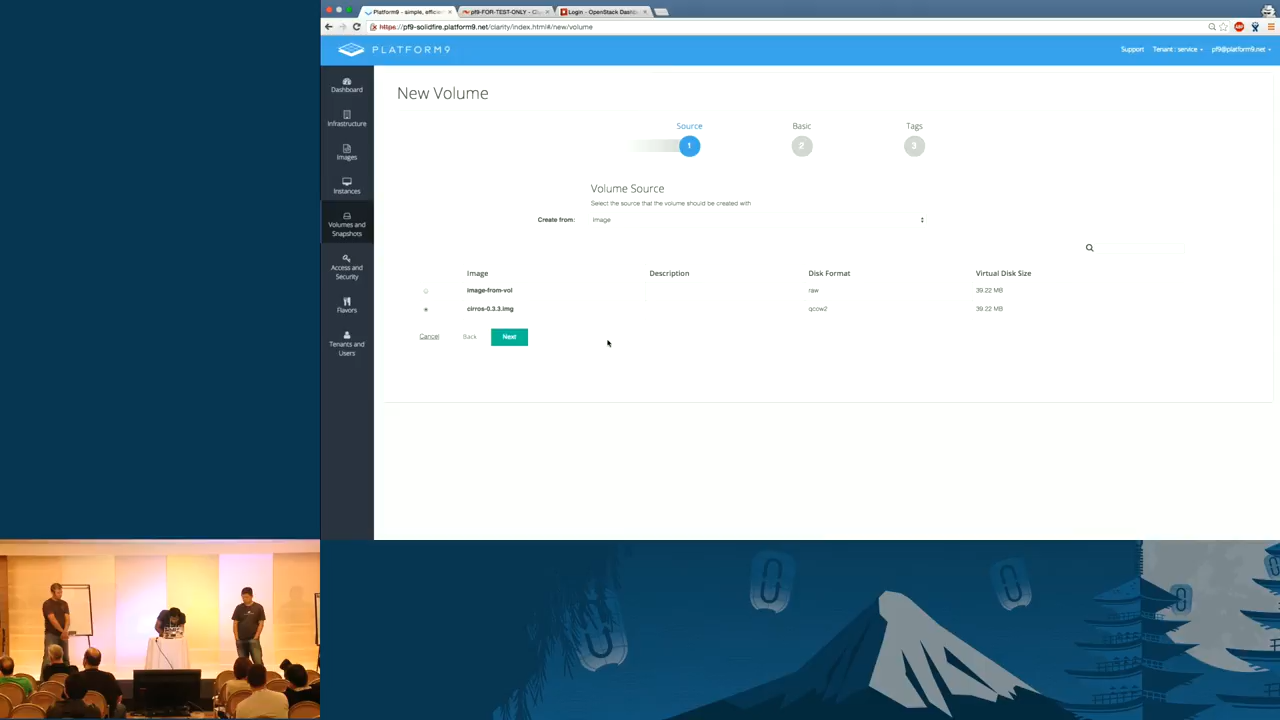 Platform9 - simple, efficien
pf9-FOR-TEST-ONLY - Cli
Login - OpenStack Dashbo
https://pf9-solidfire.platform9.net/clarity/index.html#/new/volume
PLATFORM9
Support
Tenant : service
pf9@platform9.net
Dashboard
Infrastructure
Images
Instances
Volumes and
Snapshots
Access and
Security
Flavors
Tenants and
Users
New Volume
Source
Basic
Tags
1
2
3
Volume Source
Select the source that the volume should be created with
Create from:
Image
Image
Description
Disk Format
Virtual Disk Size
image-from-vol
raw
39.22 MB
cirros-0.3.3.img
qcow2
39.22 MB
Cancel
Back
Next